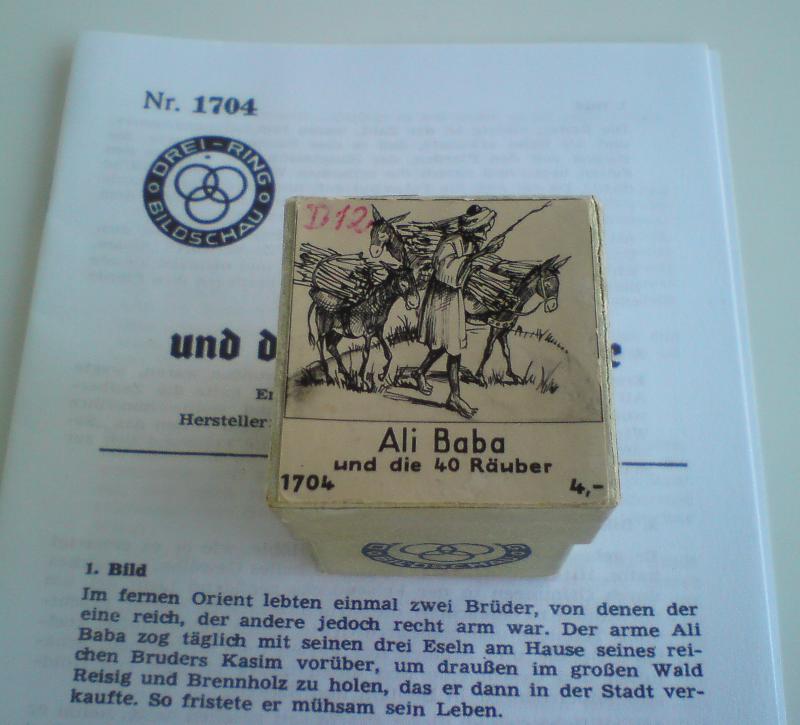 Nr. 1704
DREI-RING
BILDSCHAU
D12
und d
Hersteller:
Ali Baba
und die 40 Räuber
1704 4,-
BILDSCHAU
1. Bild
Im fernen Orient lebten einmal zwei Brüder, von denen der
eine reich, der andere jedoch recht arm war. Der arme Ali
Baba zog täglich mit seinen drei Eseln am Hause seines rei-
chen Bruders Kasim vorüber, um draußen im großen Wald
Reisig und Brennholz zu holen, das er dann in der Stadt ver-
kaufte. So fristete er mühsam sein Leben.